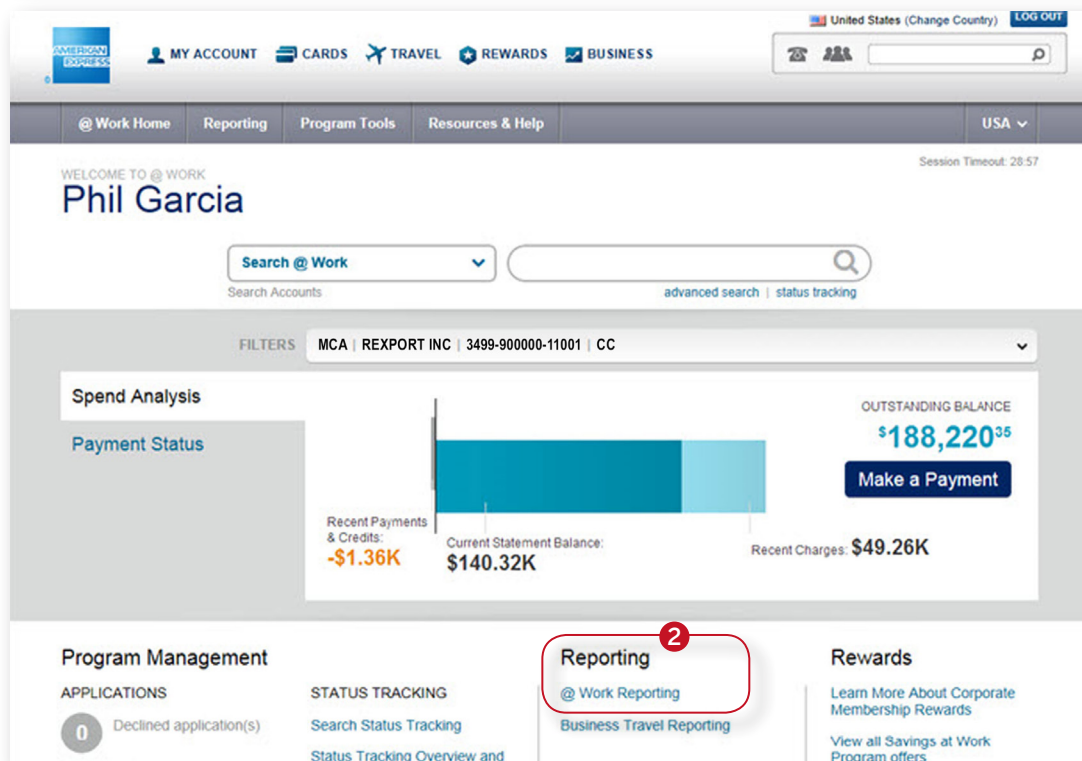 United States (Change Country) LOG OUT
AMERICAN EXPRESS
MY ACCOUNT CARDS TRAVEL REWARDS BUSINESS
@ Work Home Reporting Program Tools Resources & Help USA
Session Timeout: 28:57
WELCOME TO @ WORK
Phil Garcia
Search @ Work
Search Accounts advanced search | status tracking
FILTERS MCA | REXPORT INC | 3499-900000-11001 | CC
Spend Analysis
Payment Status
OUTSTANDING BALANCE
$188,22035
Make a Payment
Recent Payments
& Credits:
-$1.36K
Current Statement Balance:
$140.32K
Recent Charges: $49.26K
2
Program Management
APPLICATIONS
0 Declined application(s)
STATUS TRACKING
Search Status Tracking
Status Tracking Overview and
Reporting
@ Work Reporting
Business Travel Reporting
Rewards
Learn More About Corporate
Membership Rewards
View all Savings at Work
Program offers